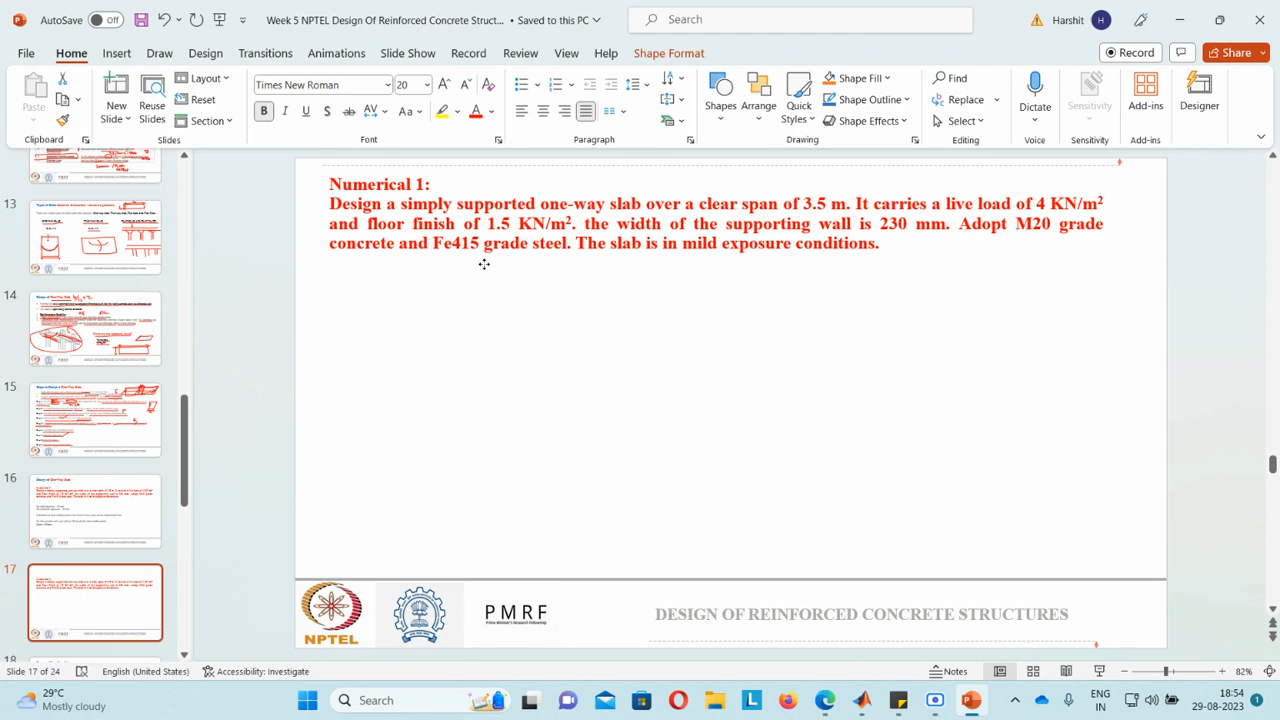 AutoSave Off Week 5 NPTEL Design Of Reinforced Concrete Struct... • Saved to this PC Search Harshit H
File Home Insert Draw Design Transitions Animations Slide Show Record Review View Help Shape Format Record Share
Paste New Slide Reuse Slides Layout Reset Section Times New Roman 20 Shapes Arrange Quick Styles Shape Fill Shape Outline Shape Effects Find Replace Select Dictate Sensitivity Add-ins Designer
Clipboard Slides Font Paragraph Drawing Editing Voice Sensitivity Add-ins
13
14
15
16
17
18
Numerical 1:
Design a simply supported one-way slab over a clear span of 3.5 m. It carries a live load of 4 KN/m²
and floor finish of 1.5 KN/m². the width of the supporting wall is 230 mm. Adopt M20 grade
concrete and Fe415 grade steel. The slab is in mild exposure conditions.
NPTEL
PMRF
Prime Minister's Research Fellowship
DESIGN OF REINFORCED CONCRETE STRUCTURES
Slide 17 of 24 English (United States) Accessibility: Investigate Notes 82%
29°C
Mostly cloudy
Search
ENG
IN
18:54
29-08-2023